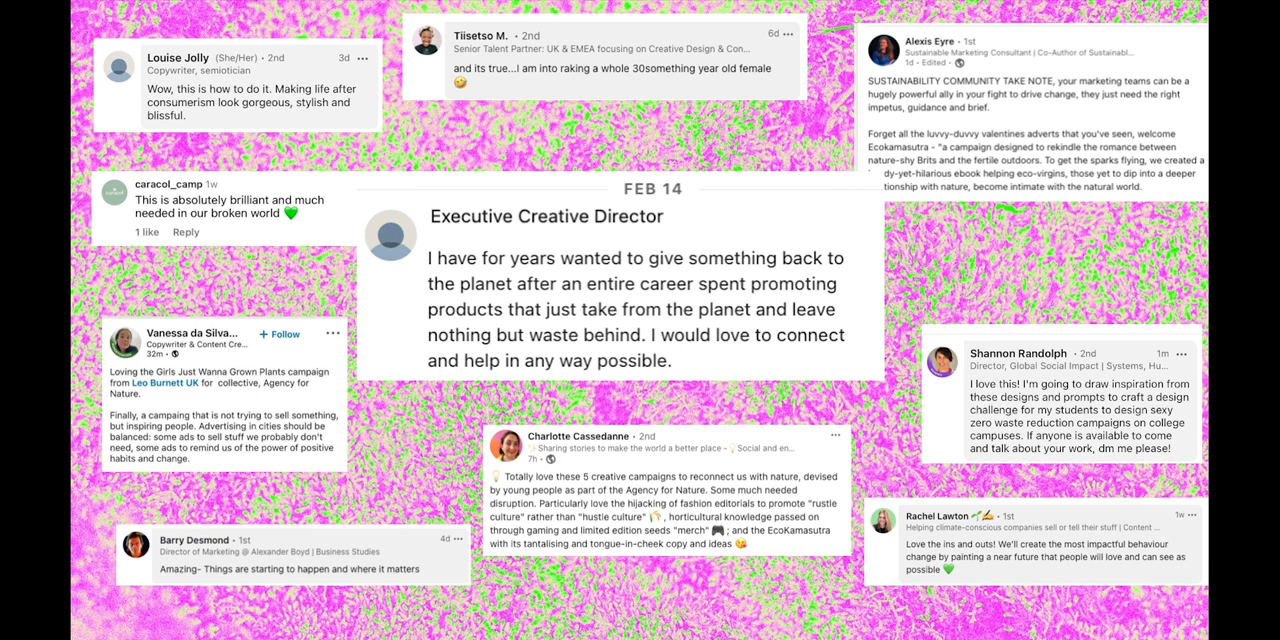 Louise Jolly (She/Her) • 2nd
3d •••
Copywriter, semiotician
Wow, this is how to do it. Making life after
consumerism look gorgeous, stylish and
blissful.
Tiisetso M. • 2nd
6d •••
Senior Talent Partner: UK & EMEA focusing on Creative Design & Con...
and its true...I am into raking a whole 30something year old female
🤣
Alexis Eyre • 1st
Sustainable Marketing Consultant | Co-Author of Sustainabl...
1d • Edited •
SUSTAINABILITY COMMUNITY TAKE NOTE, your marketing teams can be a
hugely powerful ally in your fight to drive change, they just need the right
impetus, guidance and brief.
Forget all the luvvy-duvvy valentines adverts that you've seen, welcome
Ecokamasutra - "a campaign designed to rekindle the romance between
nature-shy Brits and the fertile outdoors. To get the sparks flying, we created a
dy-yet-hilarious ebook helping eco-virgins, those yet to dip into a deeper
tionship with nature, become intimate with the natural world.
caracol_camp 1w
This is absolutely brilliant and much
needed in our broken world 💚
1 like Reply
FEB 14
Executive Creative Director
I have for years wanted to give something back to
the planet after an entire career spent promoting
products that just take from the planet and leave
nothing but waste behind. I would love to connect
and help in any way possible.
Vanessa da Silva...
+ Follow •••
Copywriter & Content Cre...
32m •
Loving the Girls Just Wanna Grown Plants campaign
from Leo Burnett UK for collective, Agency for
Nature.
Finally, a campaing that is not trying to sell something,
but inspiring people. Advertising in cities should be
balanced: some ads to sell stuff we probably don't
need, some ads to remind us of the power of positive
habits and change.
Shannon Randolph • 2nd
1m •••
Director, Global Social Impact | Systems, Hu...
I love this! I'm going to draw inspiration from
these designs and prompts to craft a design
challenge for my students to design sexy
zero waste reduction campaigns on college
campuses. If anyone is available to come
and talk about your work, dm me please!
Charlotte Cassedanne • 2nd
•••
✨Sharing stories to make the world a better place -💡Social and en...
7h •
💡 Totally love these 5 creative campaigns to reconnect us with nature, devised
by young people as part of the Agency for Nature. Some much needed
disruption. Particularly love the hijacking of fashion editorials to promote "rustle
culture" rather than "hustle culture" 🌾 , horticultural knowledge passed on
through gaming and limited edition seeds "merch" 🎮 ; and the EcoKamasutra
with its tantalising and tongue-in-cheek copy and ideas 😘
Barry Desmond • 1st
4d •••
Director of Marketing @ Alexander Boyd | Business Studies
Amazing- Things are starting to happen and where it matters
Rachel Lawton 🌱✍️ • 1st
1w •••
Helping climate-conscious companies sell or tell their stuff | Content ...
Love the ins and outs! We'll create the most impactful behaviour
change by painting a near future that people will love and can see as
possible 💚